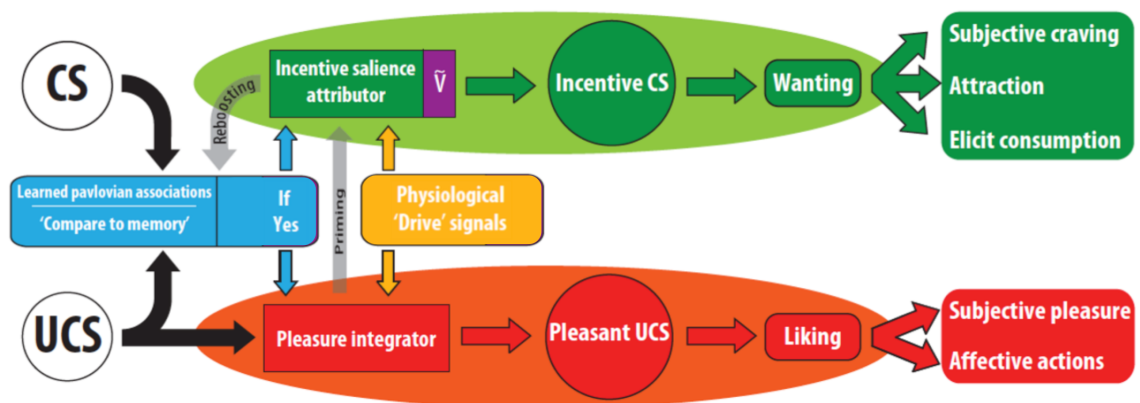 CS
Reboosting
Incentive salience
attributor
Ṽ
Incentive CS
Wanting
Subjective craving
Attraction
Elicit consumption
Learned pavlovian associations
'Compare to memory'
If
Yes
Priming
Physiological
'Drive' signals
UCS
Pleasure integrator
Pleasant UCS
Liking
Subjective pleasure
Affective actions